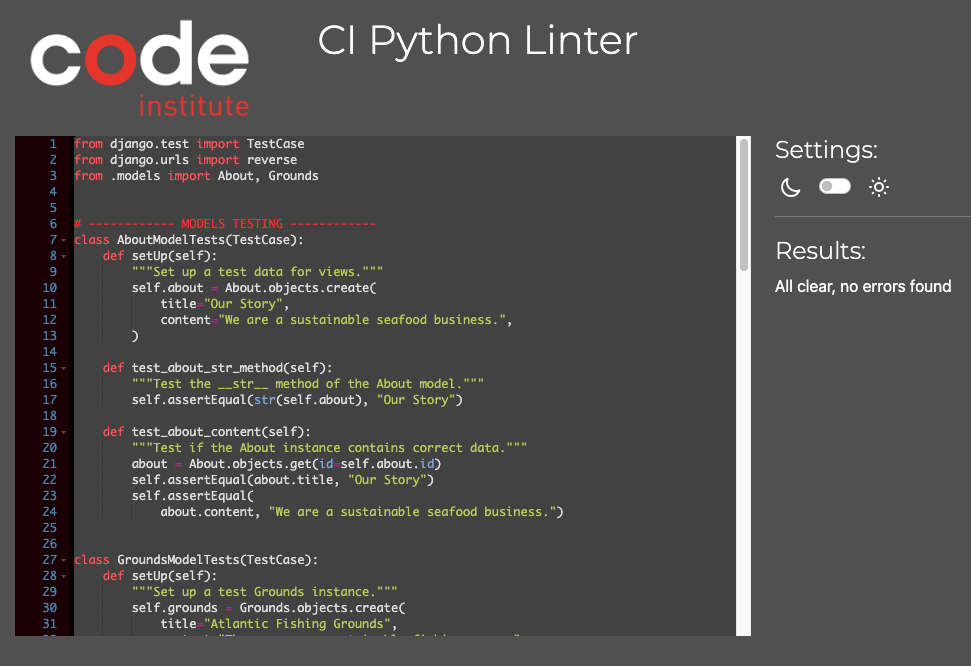 code
institute
CI Python Linter
1 from django.test import TestCase
2 from django.urls import reverse
3 from .models import About, Grounds
4
5
6 # ------------ MODELS TESTING ------------
7 class AboutModelTests(TestCase):
8     def setUp(self):
9         """Set up a test data for views."""
10         self.about = About.objects.create(
11             title="Our Story",
12             content="We are a sustainable seafood business.",
13         )
14
15     def test_about_str_method(self):
16         """Test the __str__ method of the About model."""
17         self.assertEqual(str(self.about), "Our Story")
18
19     def test_about_content(self):
20         """Test if the About instance contains correct data."""
21         about = About.objects.get(id=self.about.id)
22         self.assertEqual(about.title, "Our Story")
23         self.assertEqual(
24             about.content, "We are a sustainable seafood business.")
25
26
27 class GroundsModelTests(TestCase):
28     def setUp(self):
29         """Set up a test Grounds instance."""
30         self.grounds = Grounds.objects.create(
31             title="Atlantic Fishing Grounds",
Settings:
Results:
All clear, no errors found